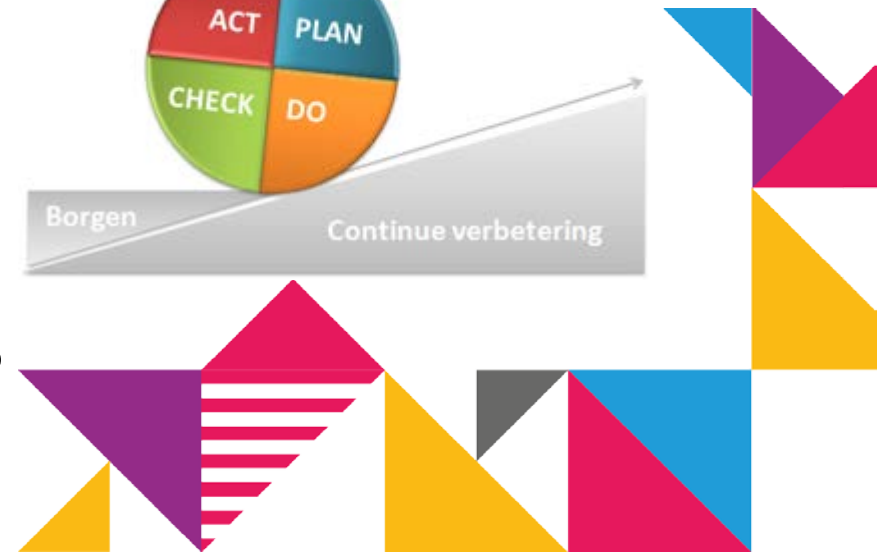 ACT
PLAN
CHECK
DO
Borgen
Continue verbetering